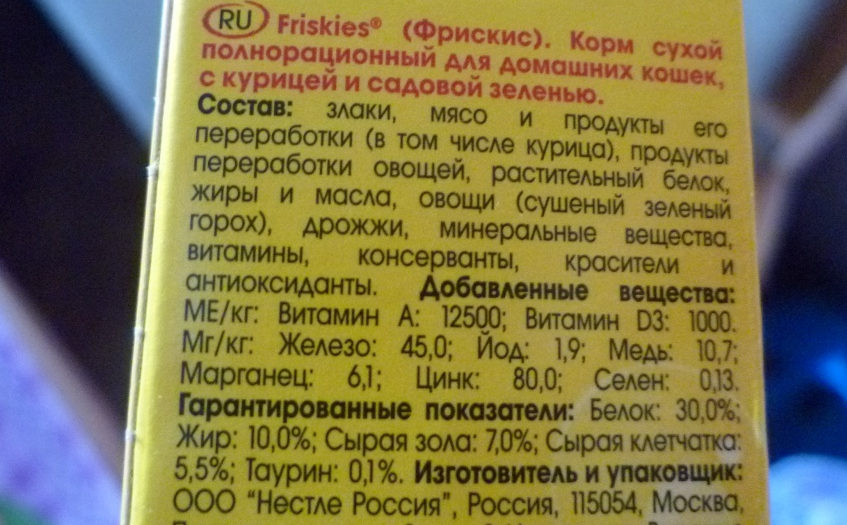 RU Friskies® (Фрискис). Корм сухой
полнорационный для домашних кошек,
с курицей и садовой зеленью.
Состав: злаки, мясо и продукты его
переработки (в том числе курица), продукты
переработки овощей, растительный белок,
жиры и масла, овощи (сушеный зеленый
горох), дрожжи, минеральные вещества,
витамины, консерванты, красители и
антиоксиданты. Добавленные вещества:
МЕ/кг: Витамин А: 12500; Витамин D3: 1000.
Мг/кг: Железо: 45,0; Йод: 1,9; Медь: 10,7;
Марганец: 6,1; Цинк: 80,0; Селен: 0,13.
Гарантированные показатели: Белок: 30,0%;
Жир: 10,0%; Сырая зола: 7,0%; Сырая клетчатка:
5,5%; Таурин: 0,1%. Изготовитель и упаковщик:
ООО "Нестле Россия", Россия, 115054, Москва,